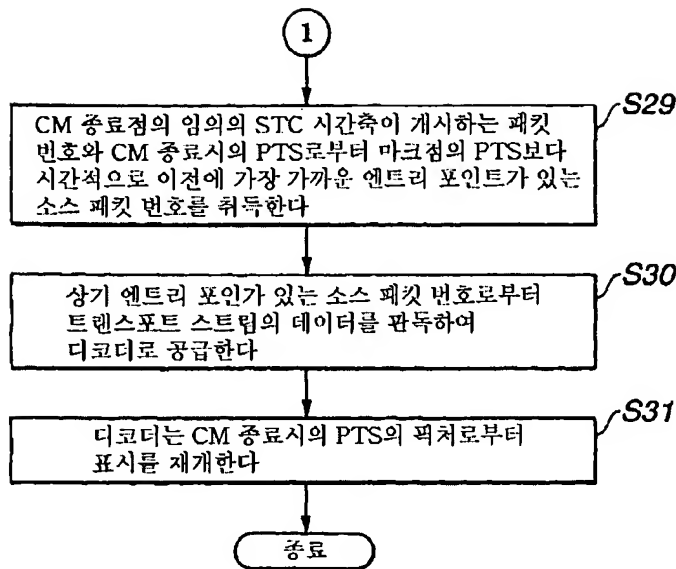 1
S29
CM 종료점의 임의의 STC 시간축이 개시하는 패킷
번호와 CM 종료시의 PTS로부터 마크점의 PTS보다
시간적으로 이전에 가장 가까운 엔트리 포인트가 있는
소스 패킷 번호를 취득한다
S30
상기 엔트리 포인가 있는 소스 패킷 번호로부터
트랜스포트 스트림의 데이터를 판독하여
디코더로 공급한다
S31
디코더는 CM 종료시의 PTS의 픽처로부터
표시를 재개한다
종료